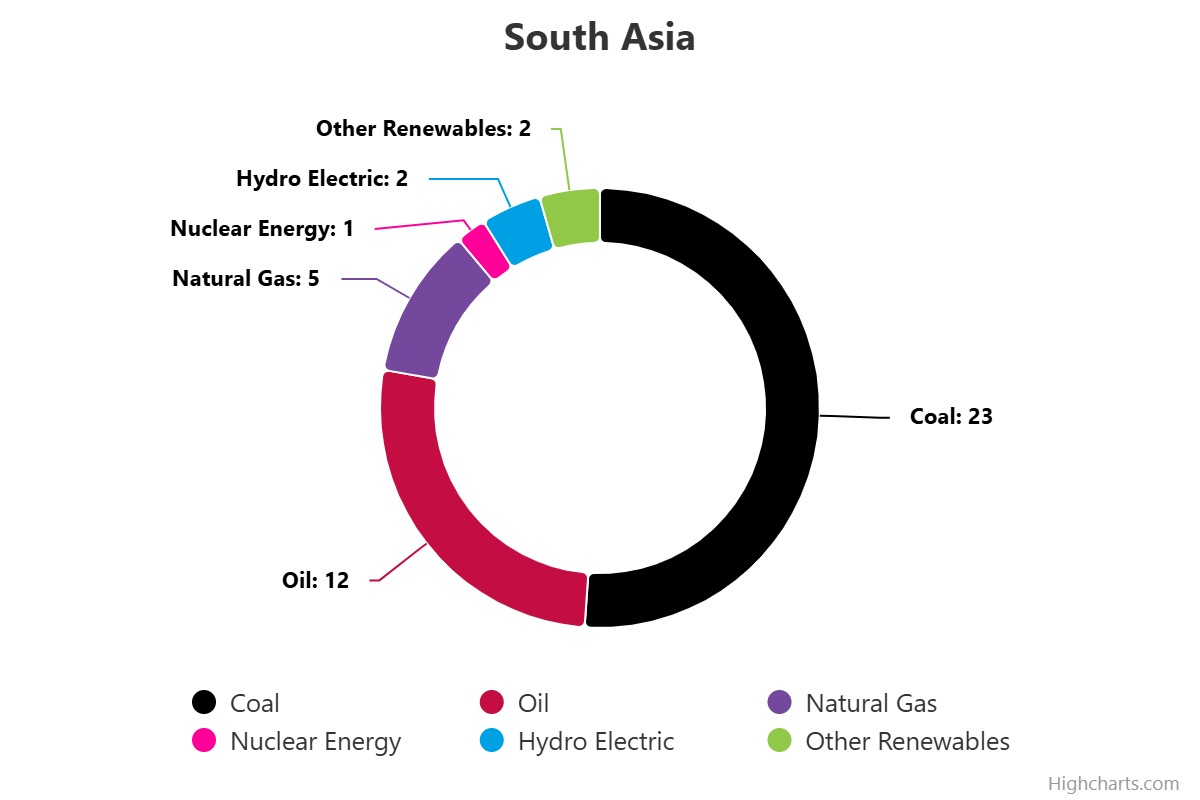 South Asia
Other Renewables: 2
Hydro Electric: 2
Nuclear Energy: 1
Natural Gas: 5
Coal: 23
Oil: 12
Coal
Oil
Natural Gas
Nuclear Energy
Hydro Electric
Other Renewables
Highcharts.com